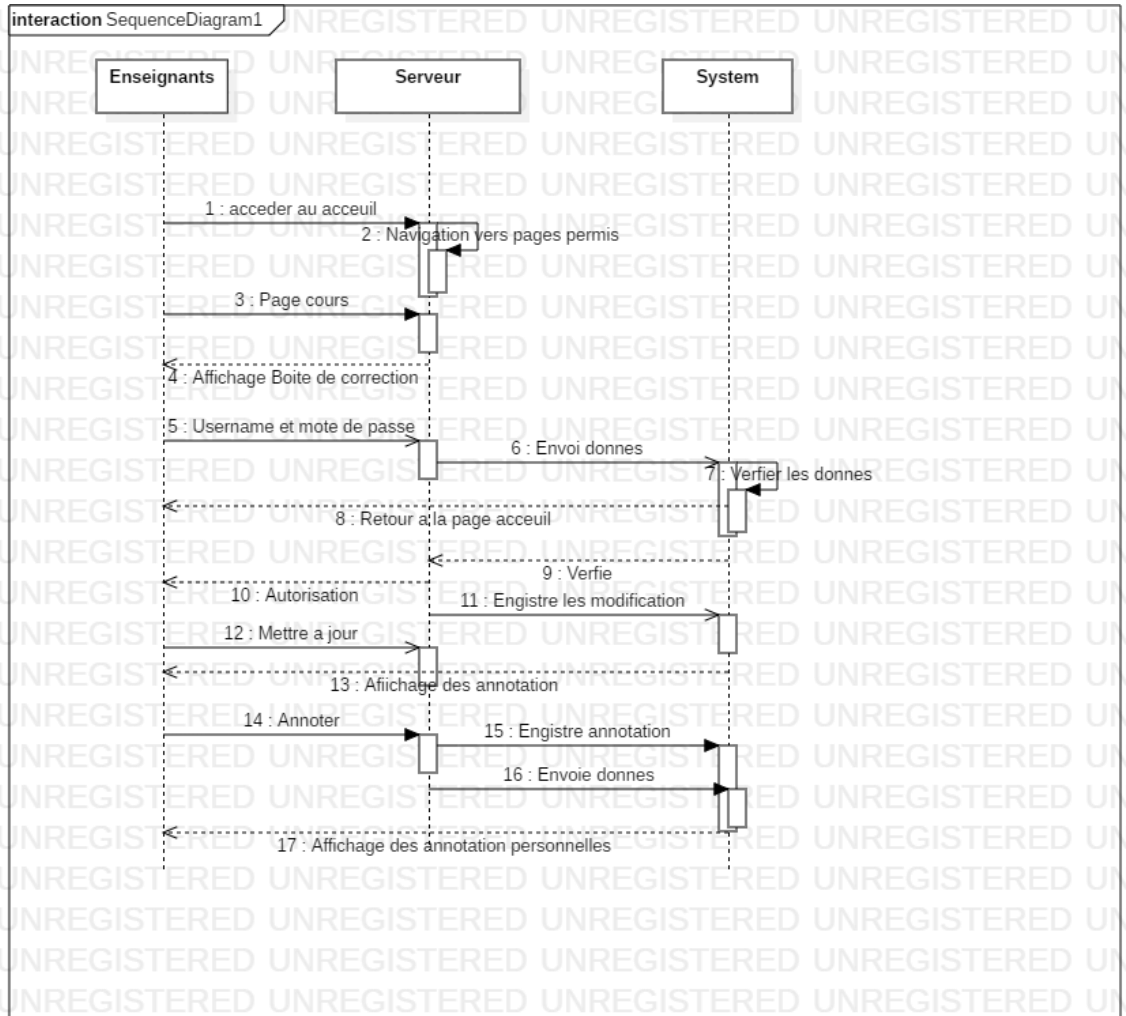 interaction SequenceDiagram1
Enseignants
Serveur
System
1 : acceder au acceuil
2 : Navigation vers pages permis
3 : Page cours
4 : Affichage Boite de correction
5 : Username et mote de passe
6 : Envoi donnes
7 : Verfier les donnes
8 : Retour a la page acceuil
9 : Verfie
10 : Autorisation
11 : Engistre les modification
12 : Mettre a jour
13 : Afiichage des annotation
14 : Annoter
15 : Engistre annotation
16 : Envoie donnes
17 : Affichage des annotation personnelles
UNREGISTERED